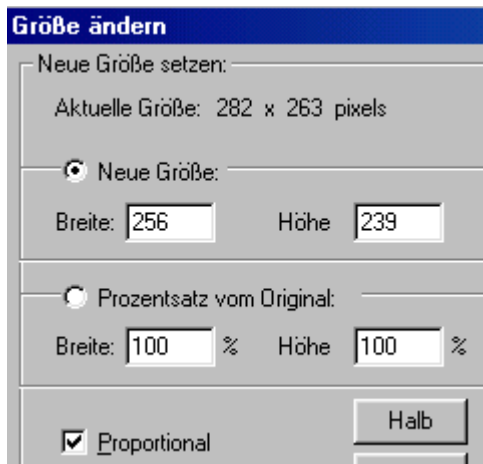 Größe ändern
Neue Größe setzen:
Aktuelle Größe: 282 x 263 pixels
Neue Größe:
Breite: 256 Höhe 239
Prozentsatz vom Original:
Breite: 100 % Höhe 100 %
Halb
Proportional